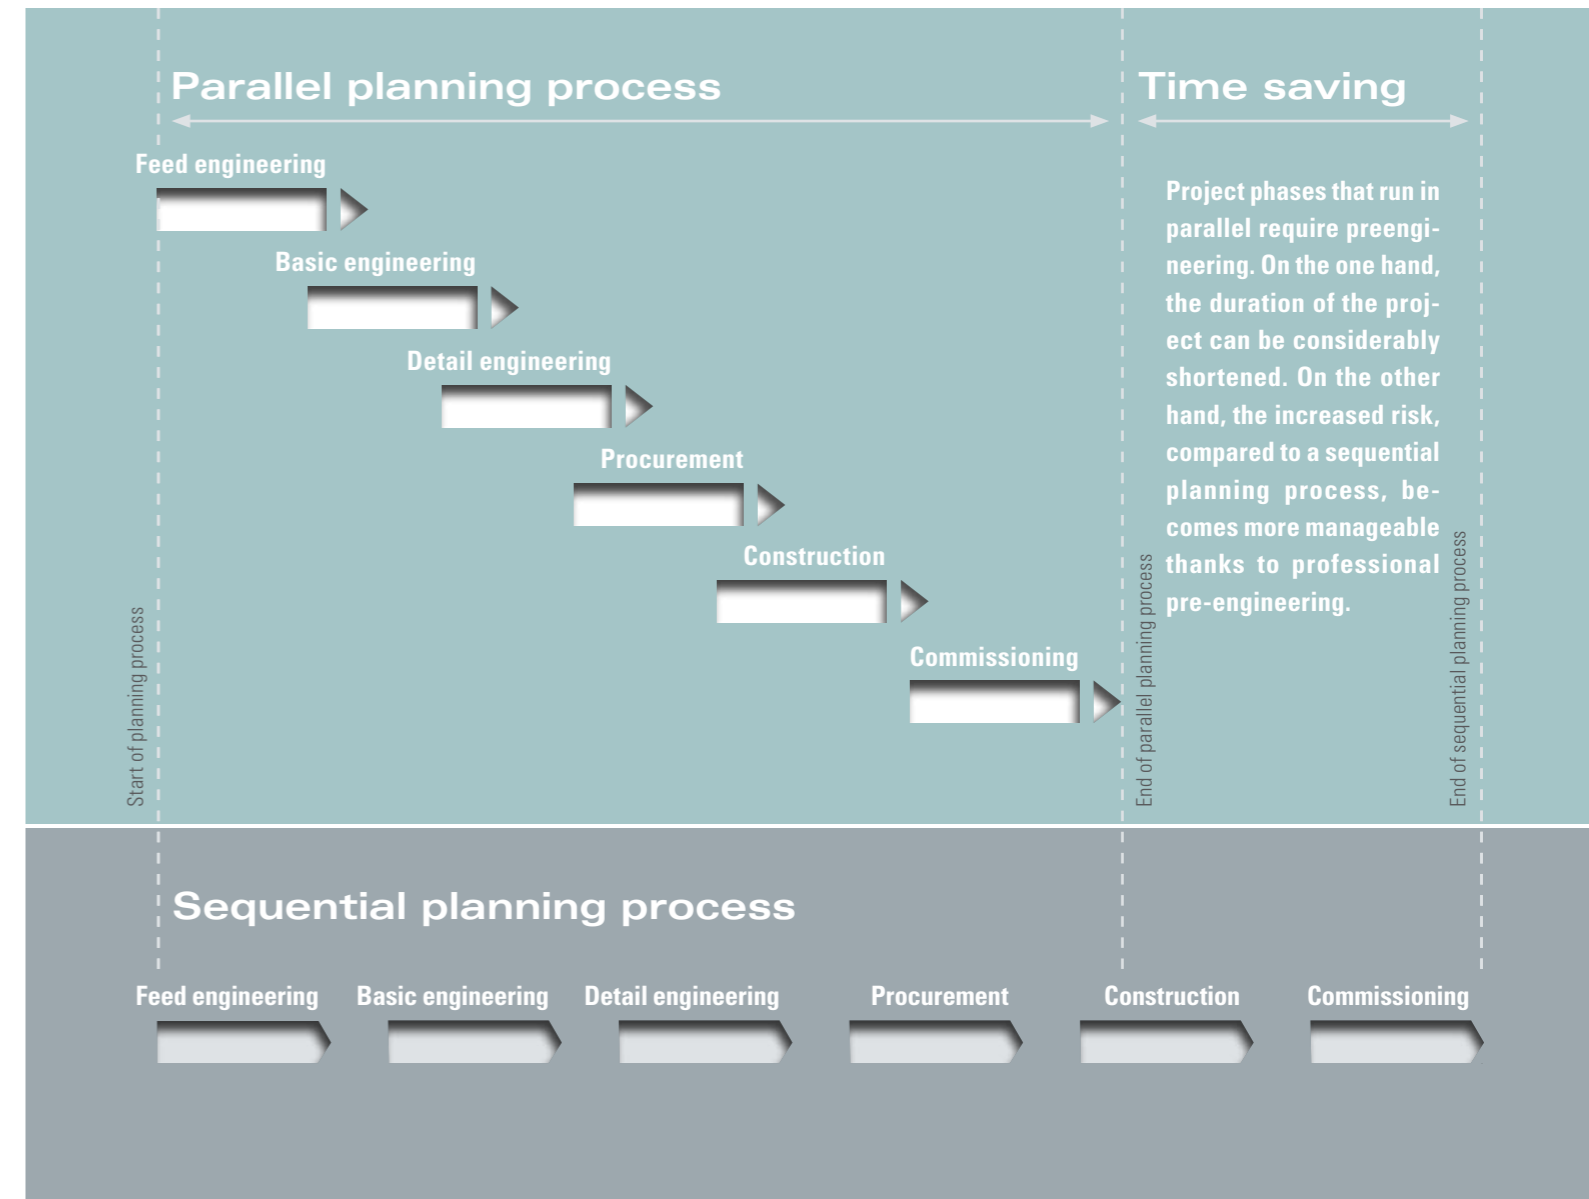 Parallel planning process
Time saving
Feed engineering
Basic engineering
Detail engineering
Procurement
Construction
Commissioning
Project phases that run in
parallel require preengi-
neering. On the one hand,
the duration of the proj-
ect can be considerably
shortened. On the other
hand, the increased risk,
compared to a sequential
planning process, be-
comes more manageable
thanks to professional
pre-engineering.
Start of planning process
End of parallel planning process
End of sequential planning process
Sequential planning process
Feed engineering
Basic engineering
Detail engineering
Procurement
Construction
Commissioning